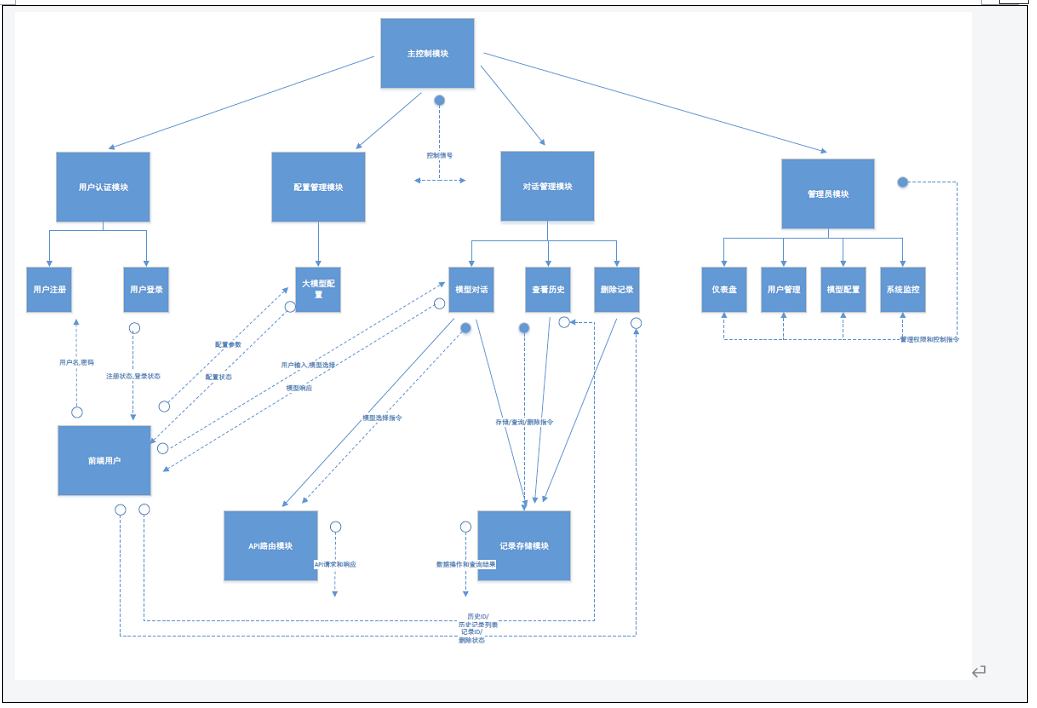 主控制模块
控制信号
用户认证模块
配置管理模块
对话管理模块
管理员模块
用户注册
用户登录
大模型配
置
模型对话
查看历史
删除记录
仪表盘
用户管理
模型配置
系统监控
管理权限和控制指令
配置参数
用户名,密码
注册状态,登录状态
配置状态
用户输入,模型选择
模型响应
模型选择指令
存储/查询/删除指令
前端用户
API路由模块
记录存储模块
API请求和响应
数据操作和查询结果
历史ID/
历史记录列表
记录ID/
删除状态